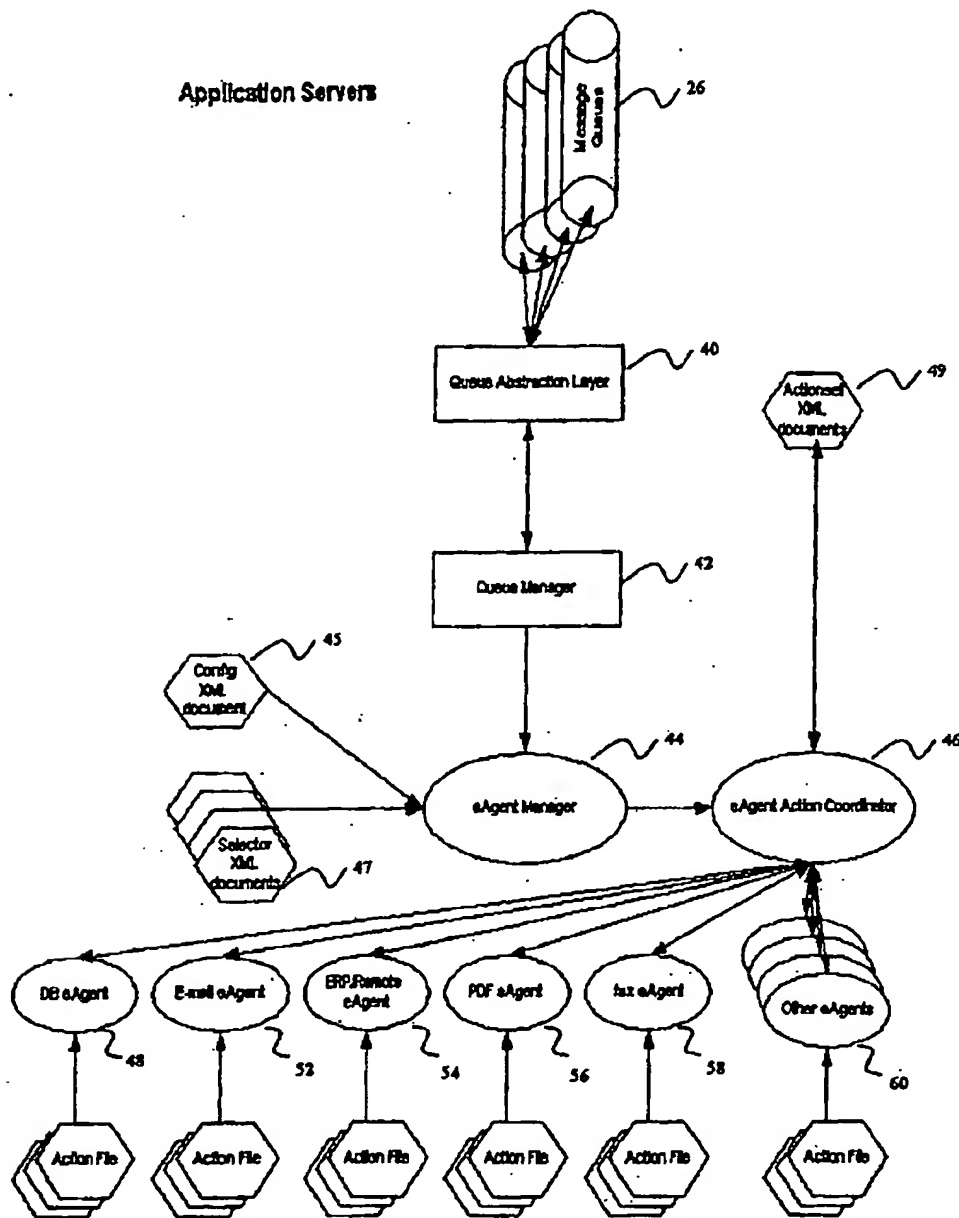 Application Servers
Message
Queues
26
Queue Abstraction Layer
40
Actionset
XML
documents
49
Queue Manager
42
Config
XML
document
45
eAgent Manager
44
eAgent Action Coordinator
46
Selector
XML
documents
47
DB eAgent
48
E-mail eAgent
52
ERP/Remote
eAgent
54
PDF eAgent
56
fax eAgent
58
Other eAgents
60
Action File
Action File
Action File
Action File
Action File
Action File